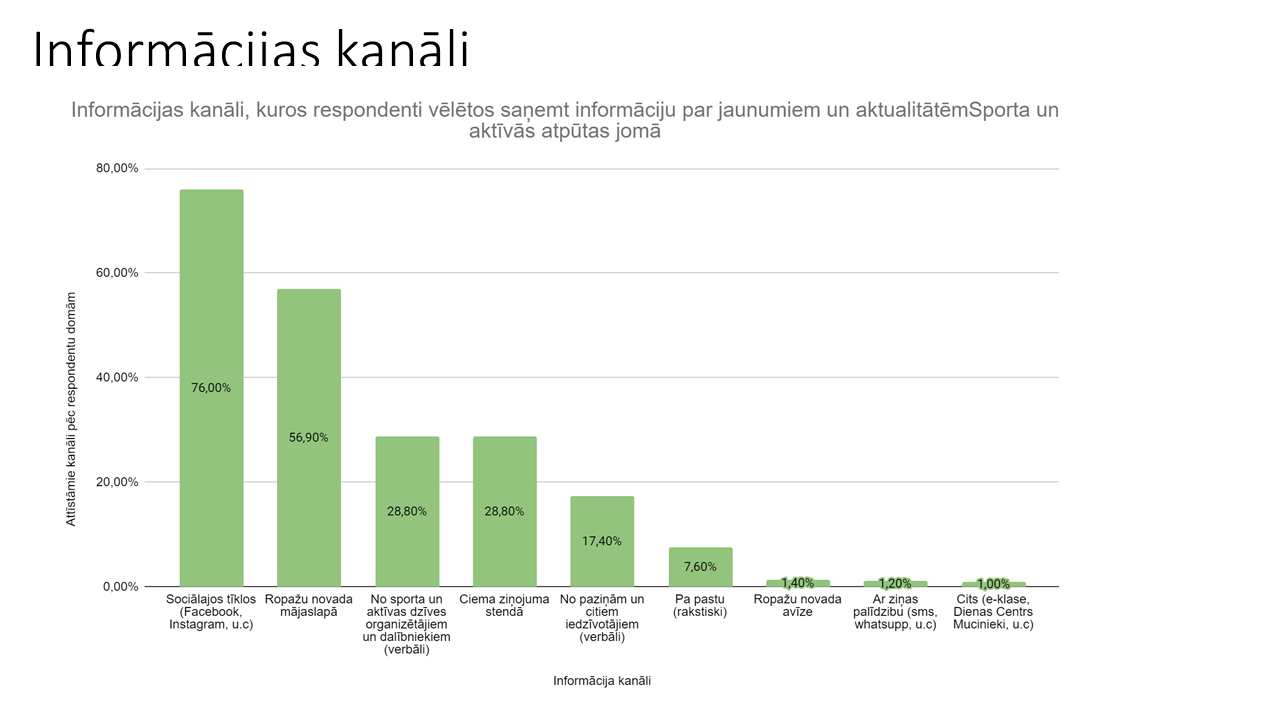 Informācijas kanāli
Informācijas kanāli, kuros respondenti vēlētos saņemt informāciju par jaunumiem un aktualitātēmSporta un
aktīvās atpūtas jomā
Attīstāmie kanāli pēc respondentu domām
80,00%
60,00%
40,00%
20,00%
0,00%
76,00%
56,90%
28,80%
28,80%
17,40%
7,60%
1,40%
1,20%
1,00%
Sociālajos tīklos
(Facebook,
Instagram, u.c)
Ropažu novada
mājaslapā
No sporta un
aktīvas dzīves
organizētājiem
un dalībniekiem
(verbāli)
Ciema ziņojuma
stendā
No paziņām un
citiem
iedzīvotājiem
(verbāli)
Pa pastu
(rakstiski)
Ropažu novada
avīze
Ar ziņas
palīdzibu (sms,
whatsupp, u.c)
Cits (e-klase,
Dienas Centrs
Mucinieki, u.c)
Informācija kanāli